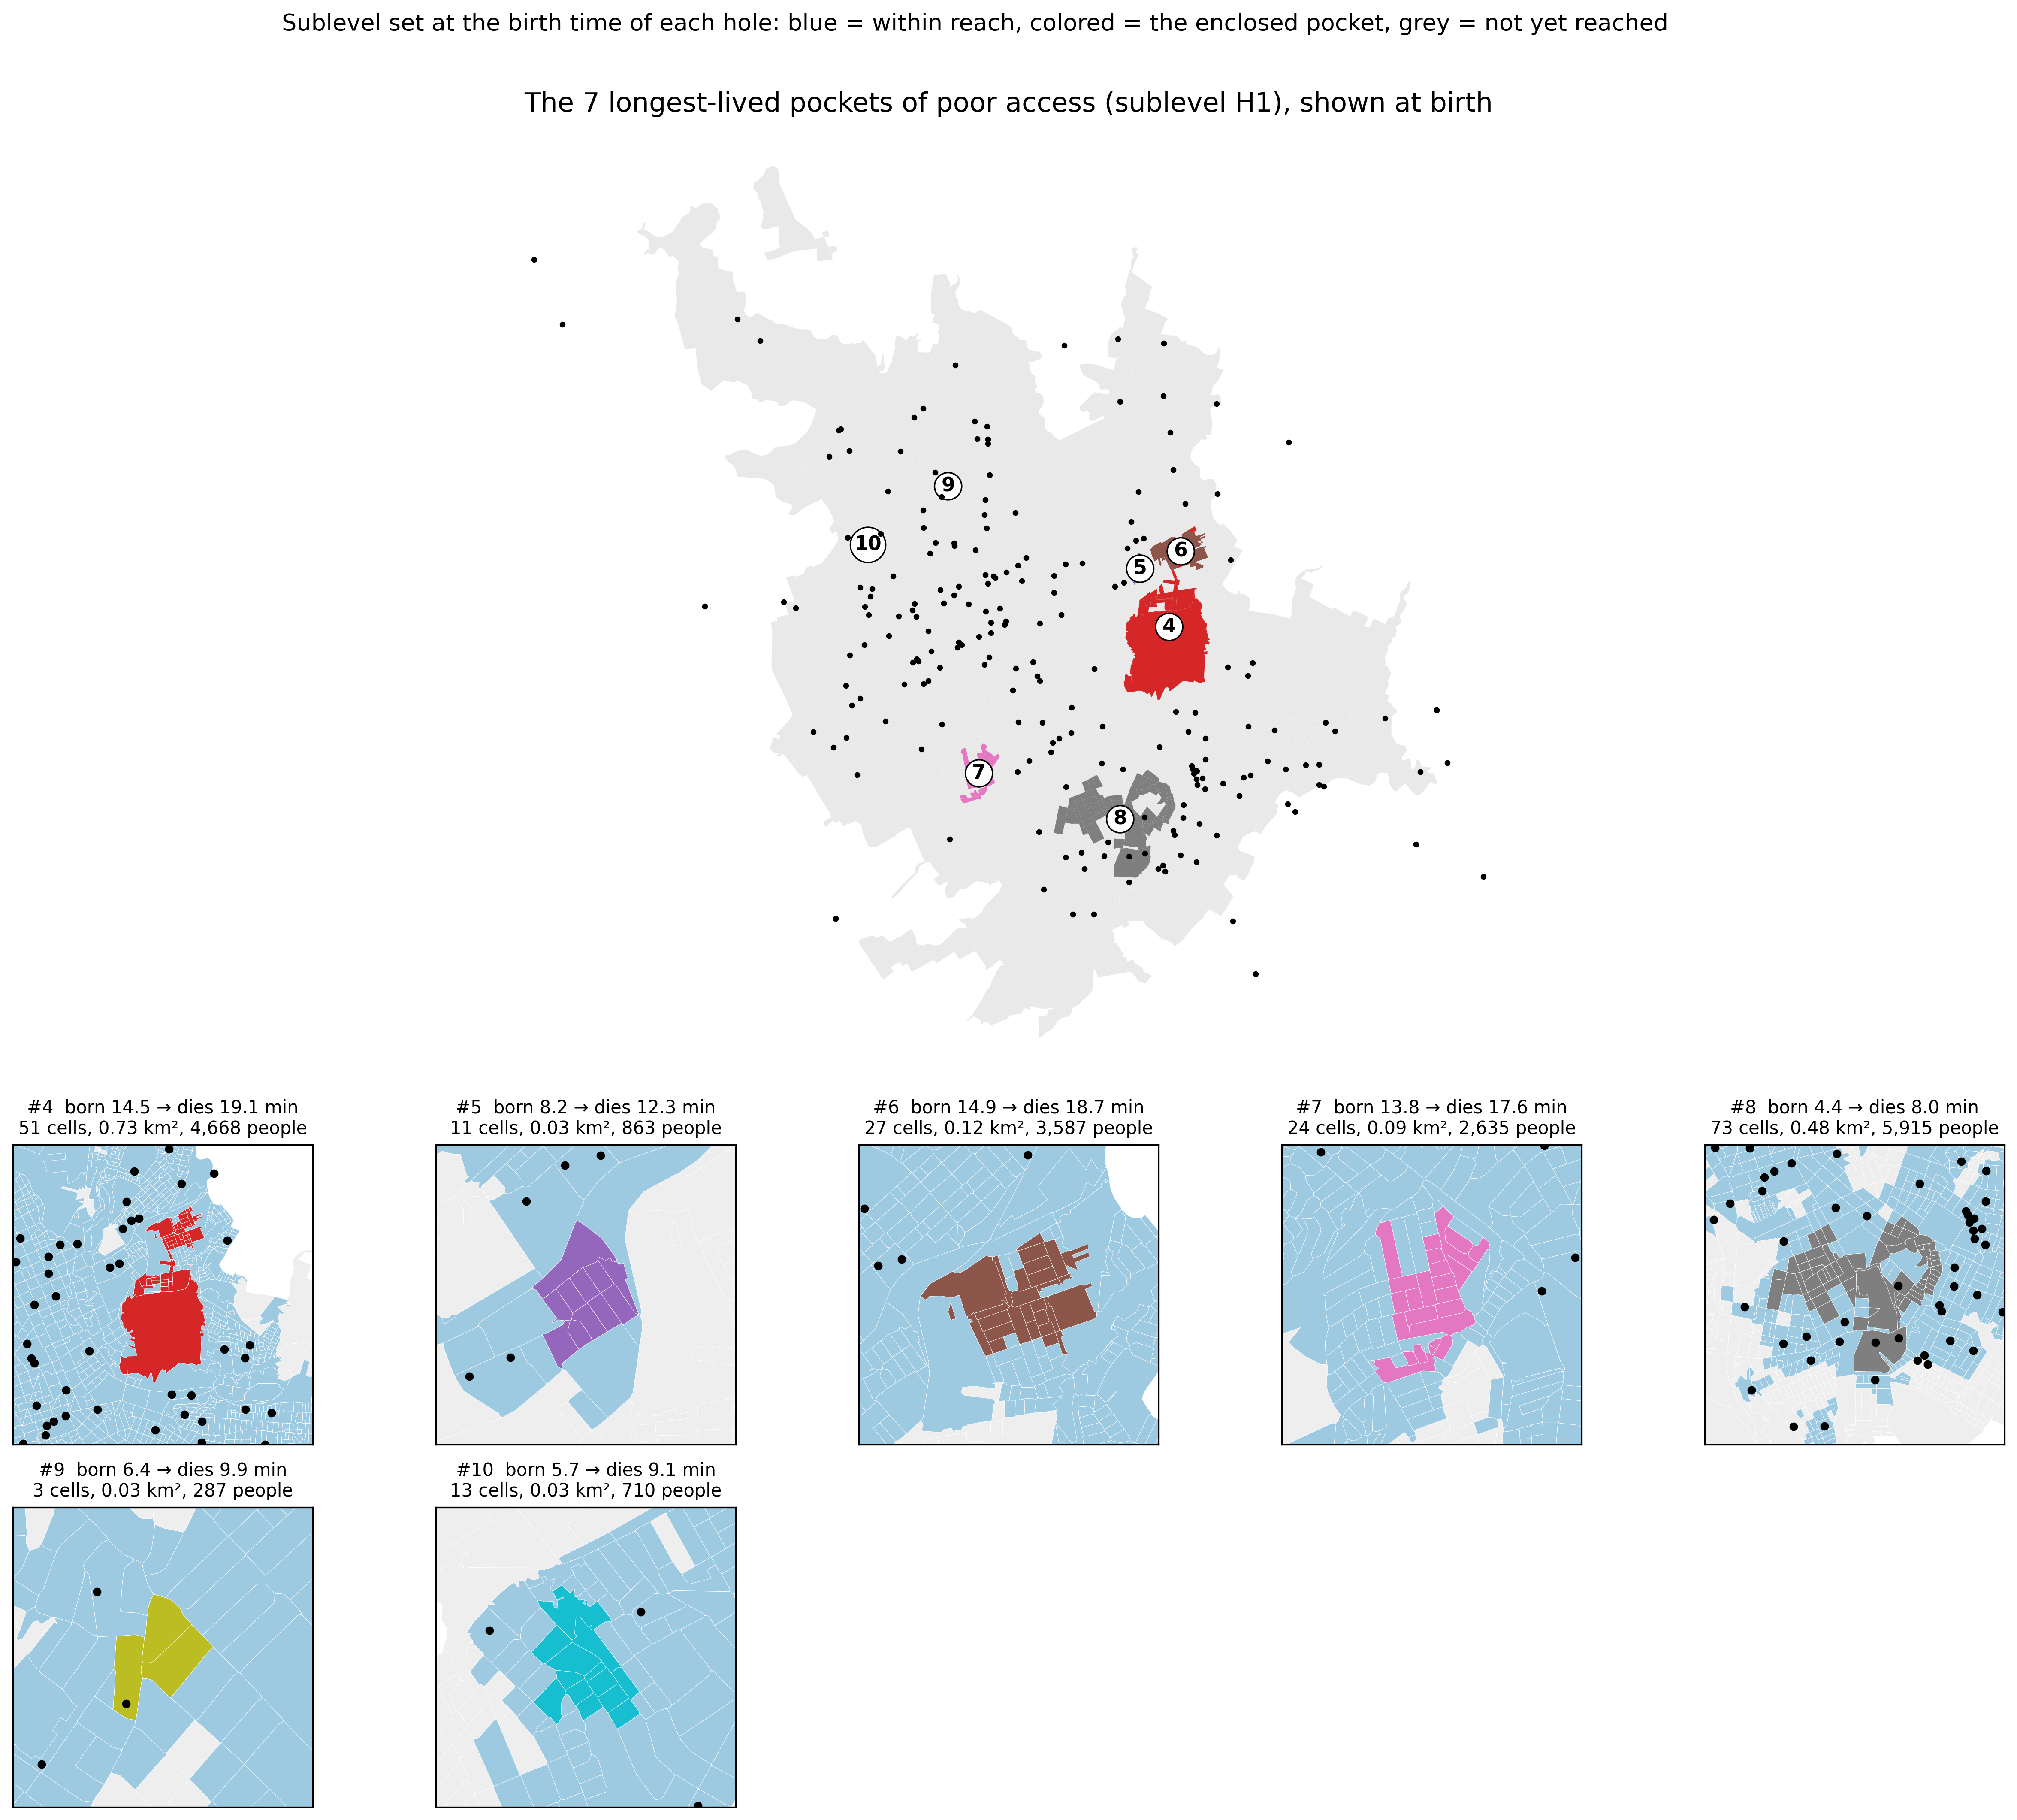 Sublevel set at the birth time of each hole: blue = within reach, colored = the enclosed pocket, grey = not yet reached
The 7 longest-lived pockets of poor access (sublevel H1), shown at birth
9
10
6
5
4
7
8
#4 born 14.5 → dies 19.1 min
51 cells, 0.73 km², 4,668 people
#5 born 8.2 → dies 12.3 min
11 cells, 0.03 km², 863 people
#6 born 14.9 → dies 18.7 min
27 cells, 0.12 km², 3,587 people
#7 born 13.8 → dies 17.6 min
24 cells, 0.09 km², 2,635 people
#8 born 4.4 → dies 8.0 min
73 cells, 0.48 km², 5,915 people
#9 born 6.4 → dies 9.9 min
3 cells, 0.03 km², 287 people
#10 born 5.7 → dies 9.1 min
13 cells, 0.03 km², 710 people